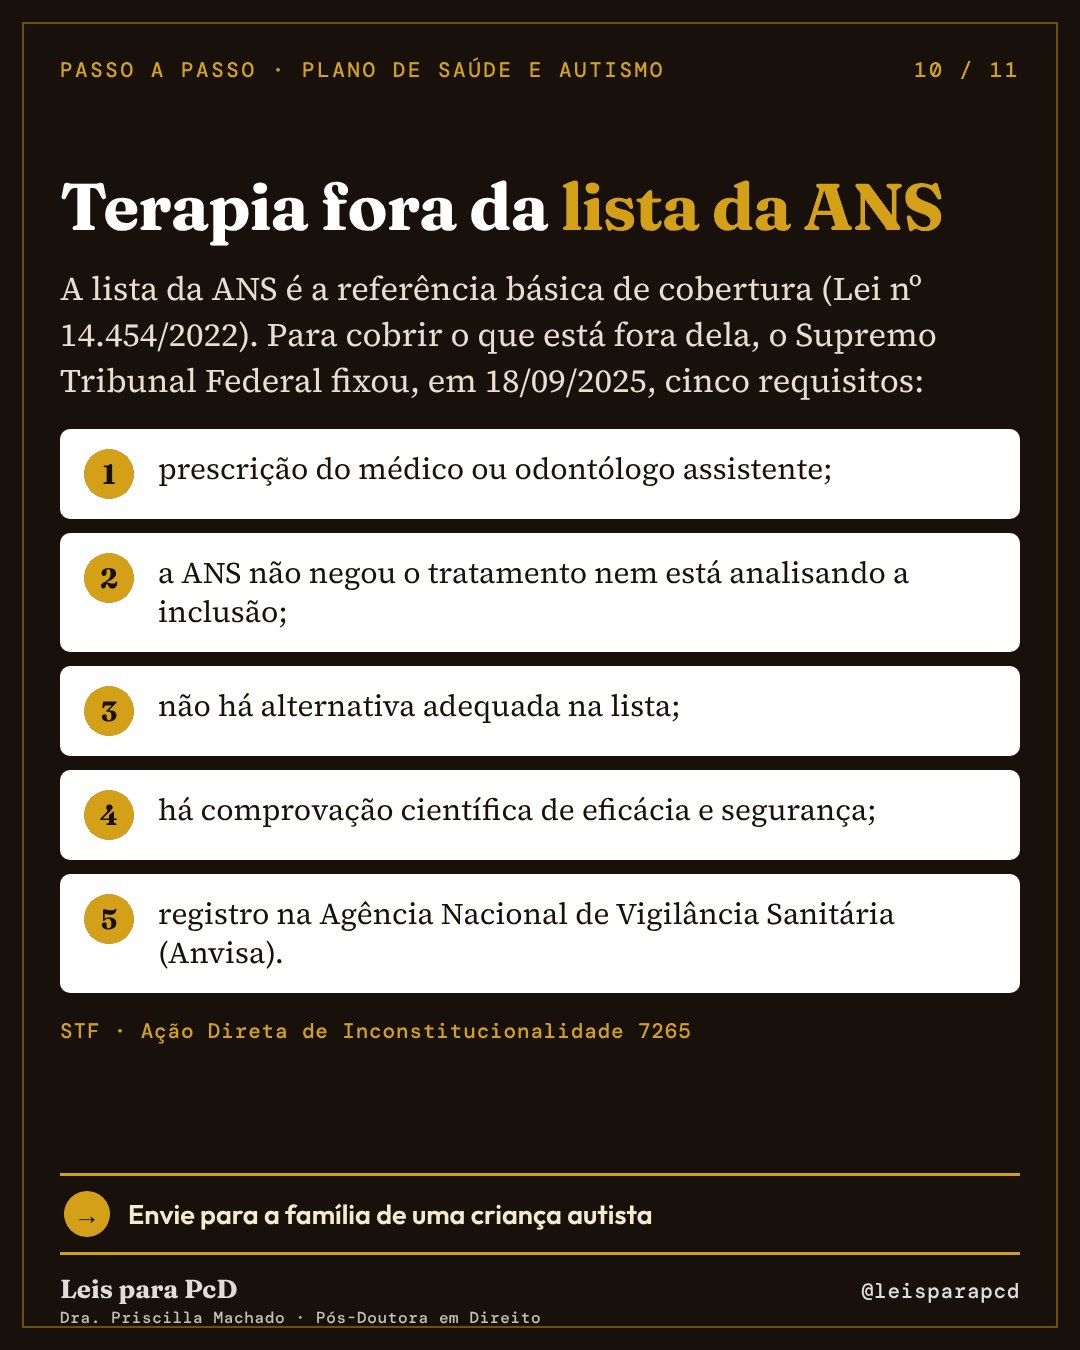 PASSO A PASSO · PLANO DE SAÚDE E AUTISMO
10 / 11
Terapia fora da lista da ANS
A lista da ANS é a referência básica de cobertura (Lei nº
14.454/2022). Para cobrir o que está fora dela, o Supremo
Tribunal Federal fixou, em 18/09/2025, cinco requisitos:
1 prescrição do médico ou odontólogo assistente;
2 a ANS não negou o tratamento nem está analisando a
inclusão;
3 não há alternativa adequada na lista;
4 há comprovação científica de eficácia e segurança;
5 registro na Agência Nacional de Vigilância Sanitária
(Anvisa).
STF · Ação Direta de Inconstitucionalidade 7265
→ Envie para a família de uma criança autista
Leis para PcD
@leisparapcd
Dra. Priscilla Machado · Pós-Doutora em Direito